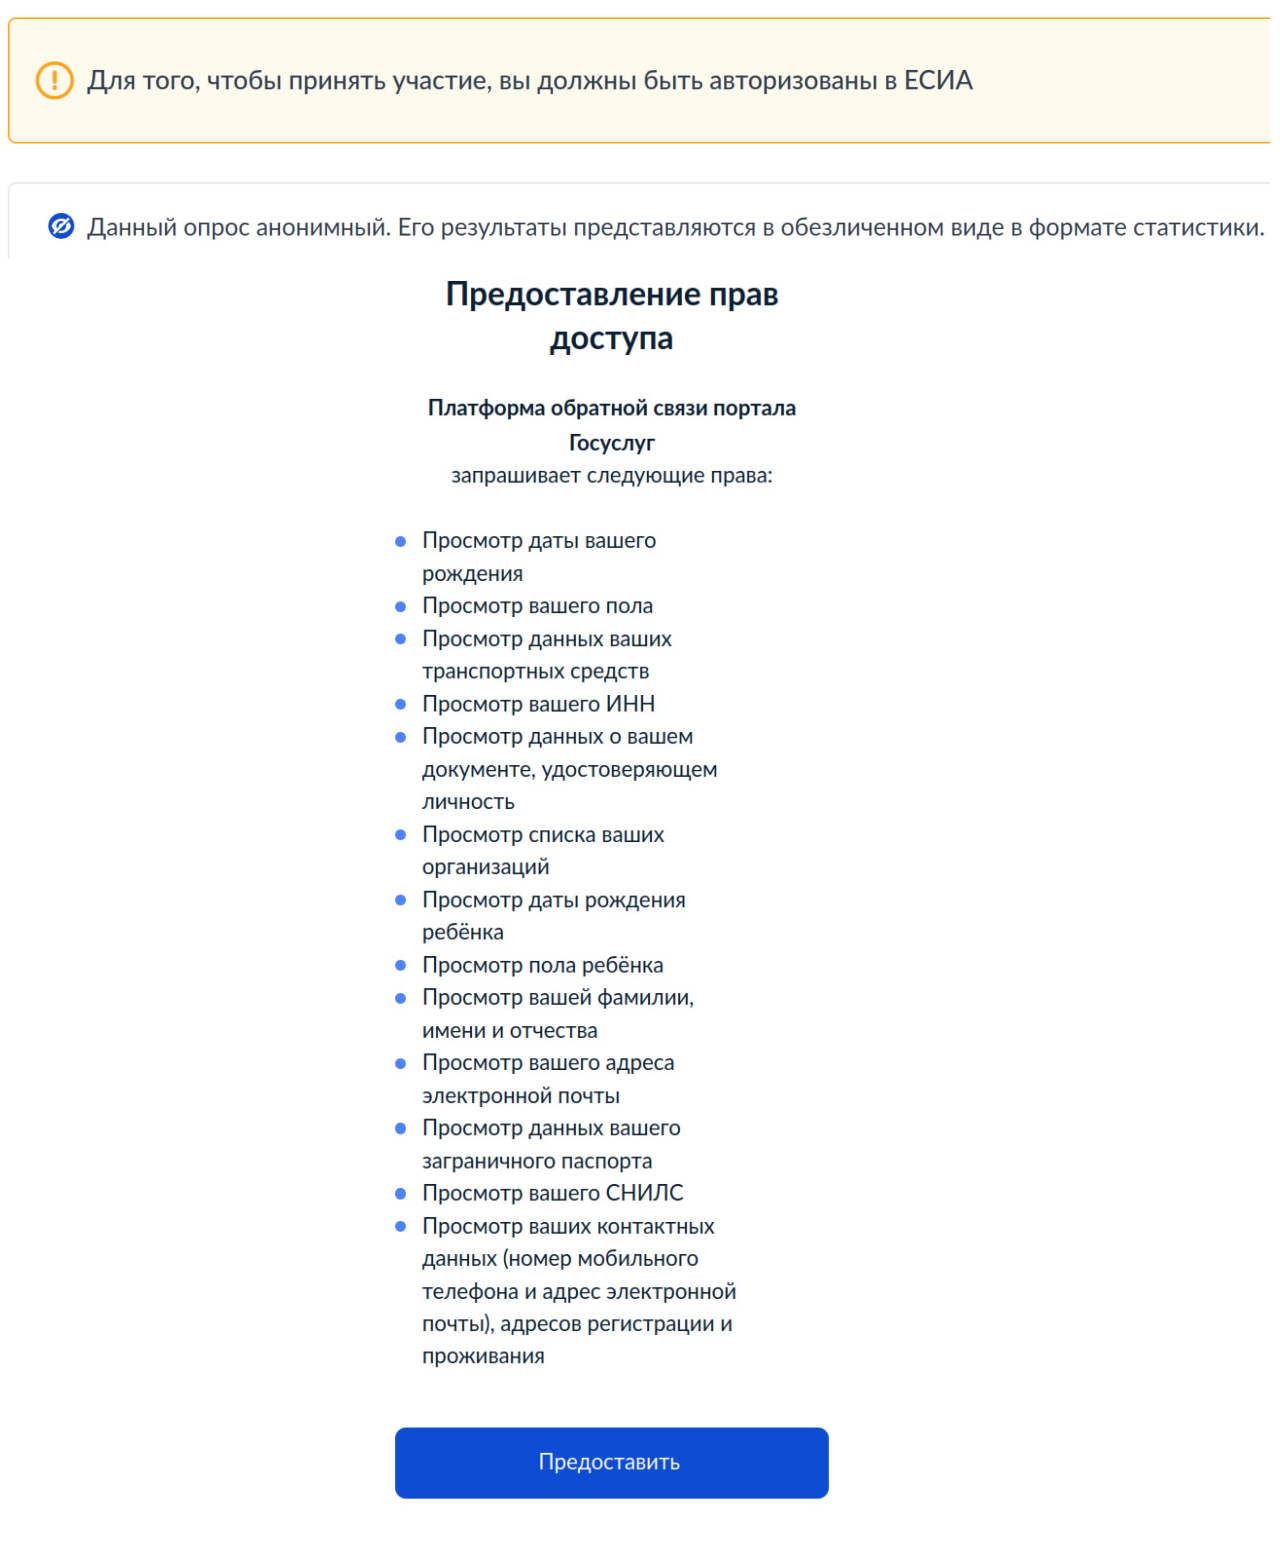 Для того, чтобы принять участие, вы должны быть авторизованы в ЕСИА
Данный опрос анонимный. Его результаты представляются в обезличенном виде в формате статистики.
Предоставление прав
доступа
Платформа обратной связи портала
Госуслуг
запрашивает следующие права:
Просмотр даты вашего
рождения
Просмотр вашего пола
Просмотр данных ваших
транспортных средств
Просмотр вашего ИНН
Просмотр данных о вашем
документе, удостоверяющем
личность
Просмотр списка ваших
организаций
Просмотр даты рождения
ребёнка
Просмотр пола ребёнка
Просмотр вашей фамилии,
имени и отчества
Просмотр вашего адреса
электронной почты
Просмотр данных вашего
заграничного паспорта
Просмотр вашего СНИЛС
Просмотр ваших контактных
данных (номер мобильного
телефона и адрес электронной
почты), адресов регистрации и
проживания
Предоставить